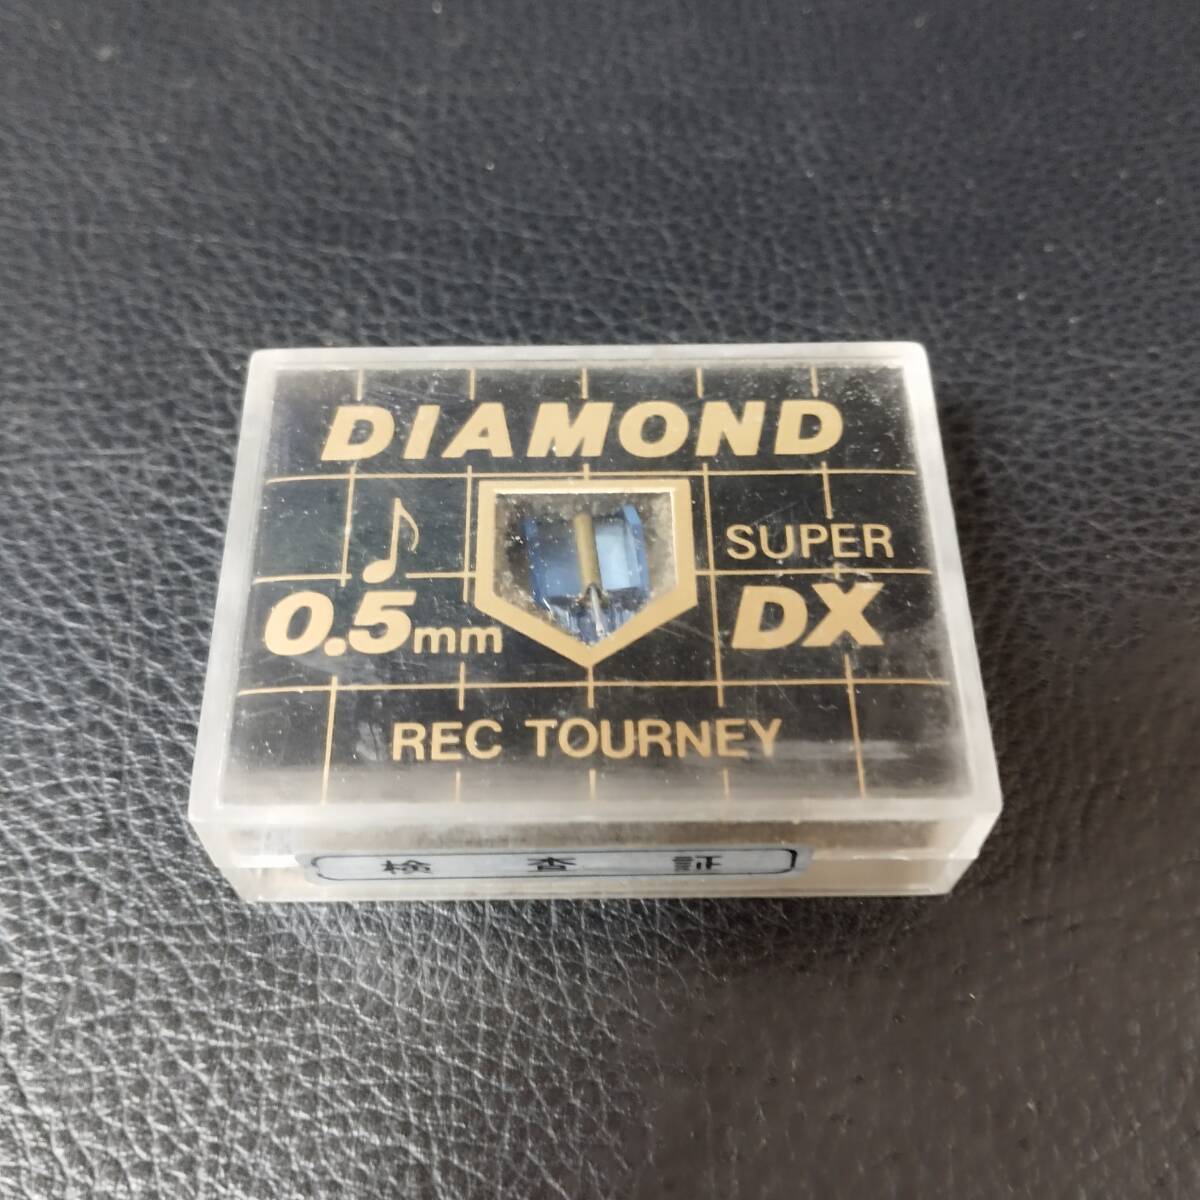 DIAMOND
SUPER
0.5mm
DX
REC TOURNEY
検査証